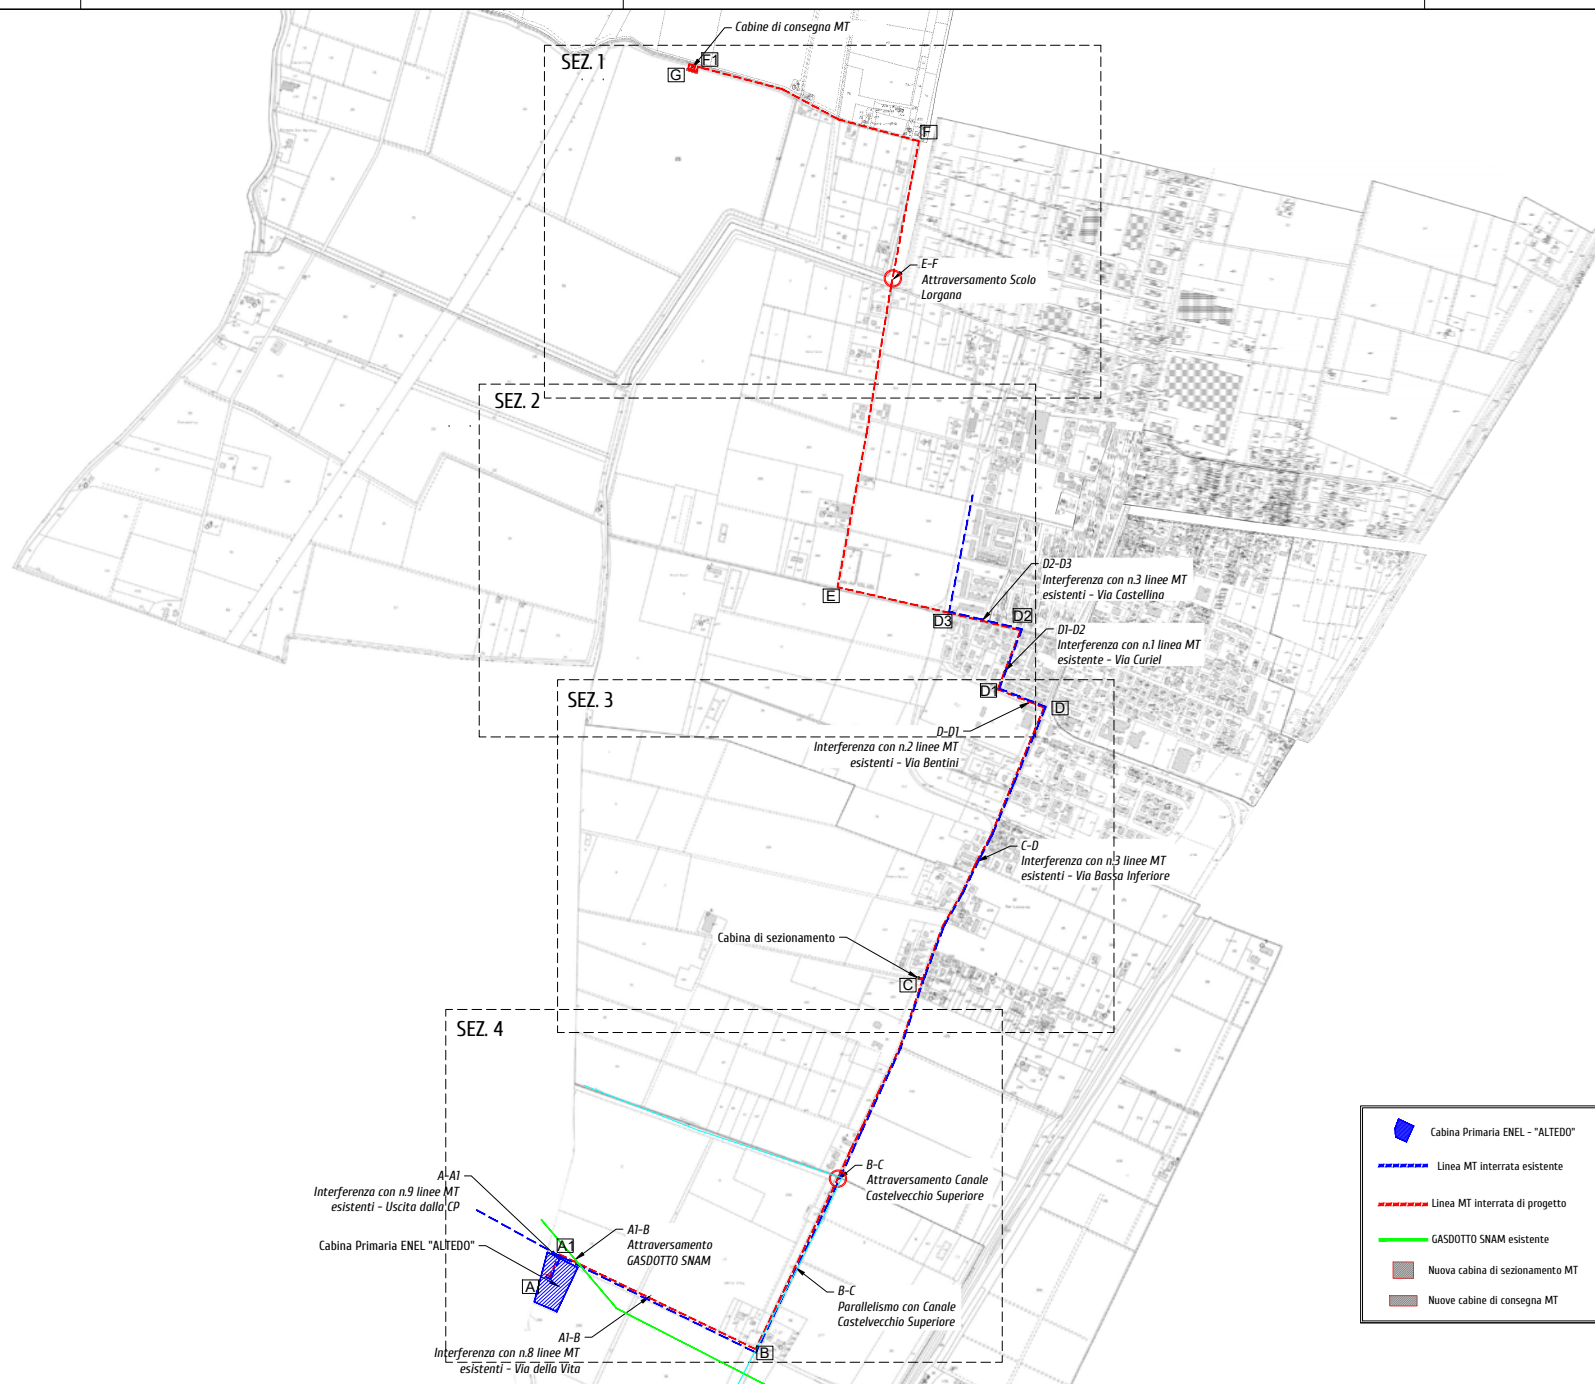 Cabine di consegna MT
SEZ. 1
F1
G
F
E-F
Attraversamento Scolo
Lorgana
SEZ. 2
D2-D3
Interferenza con n.3 linee MT
esistenti - Via Castellina
E
D3
D2
D1-D2
Interferenza con n.1 linea MT
esistente - Via Curiel
D1
SEZ. 3
D
D-D1
Interferenza con n.2 linee MT
esistenti - Via Bentini
C-D
Interferenza con n.3 linee MT
esistenti - Via Bassa Inferiore
Cabina di sezionamento
C
SEZ. 4
B-C
Attraversamento Canale
Castelvecchio Superiore
A-A1
Interferenza con n.9 linee MT
esistenti - Uscita dalla CP
A1-B
Attraversamento
GASDOTTO SNAM
A1
Cabina Primaria ENEL "ALTEDO"
A
B-C
Parallelismo con Canale
Castelvecchio Superiore
A1-B
Interferenza con n.8 linee MT
esistenti - Via della Vita
B
Cabina Primaria ENEL - "ALTEDO"
Linea MT interrata esistente
Linea MT interrata di progetto
GASDOTTO SNAM esistente
Nuova cabina di sezionamento MT
Nuove cabine di consegna MT